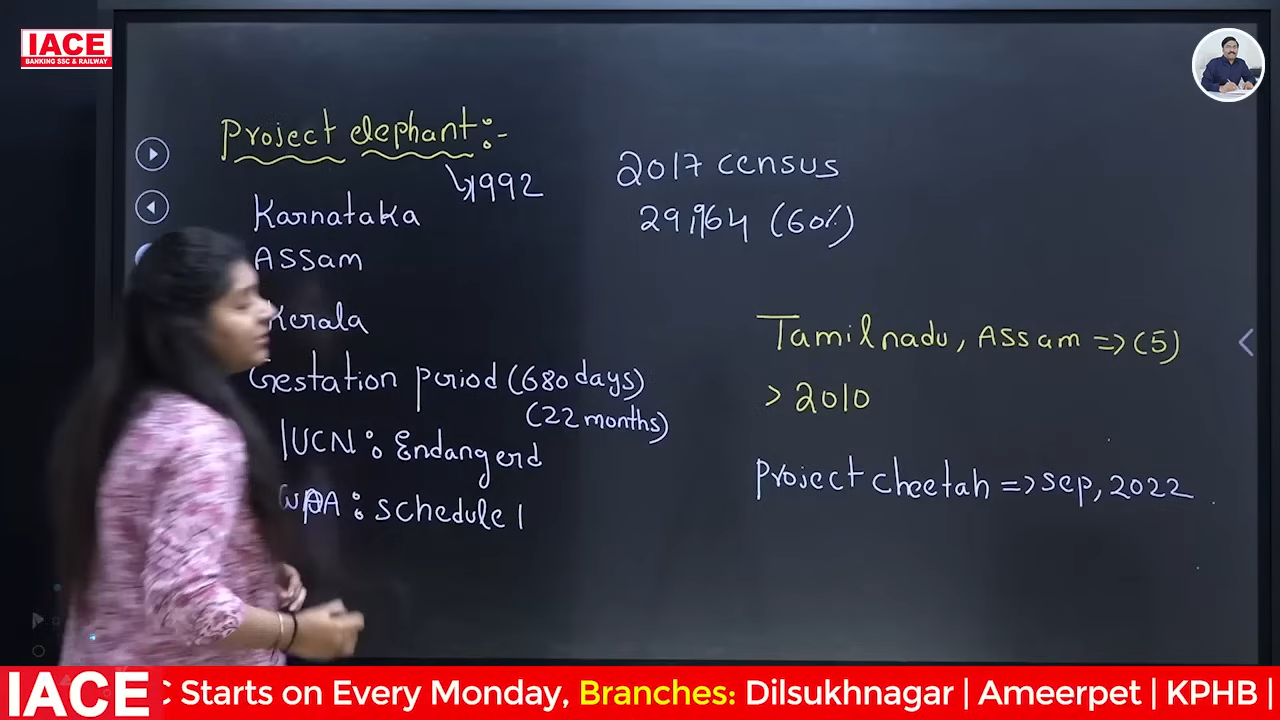 IACE
BANKING SSC & RAILWAY
Project elephant:-
1992
Karnataka
Assam
Kerala
Gestation period (680 days)
(22 months)
IUCN : Endangerd
WPA : schedule 1
2017 census
29,964 (60%)
Tamilnadu, Assam => (5)
> 2010
Project cheetah => Sep, 2022
IACE
C Starts on Every Monday, Branches: Dilsukhnagar | Ameerpet | KPHB |